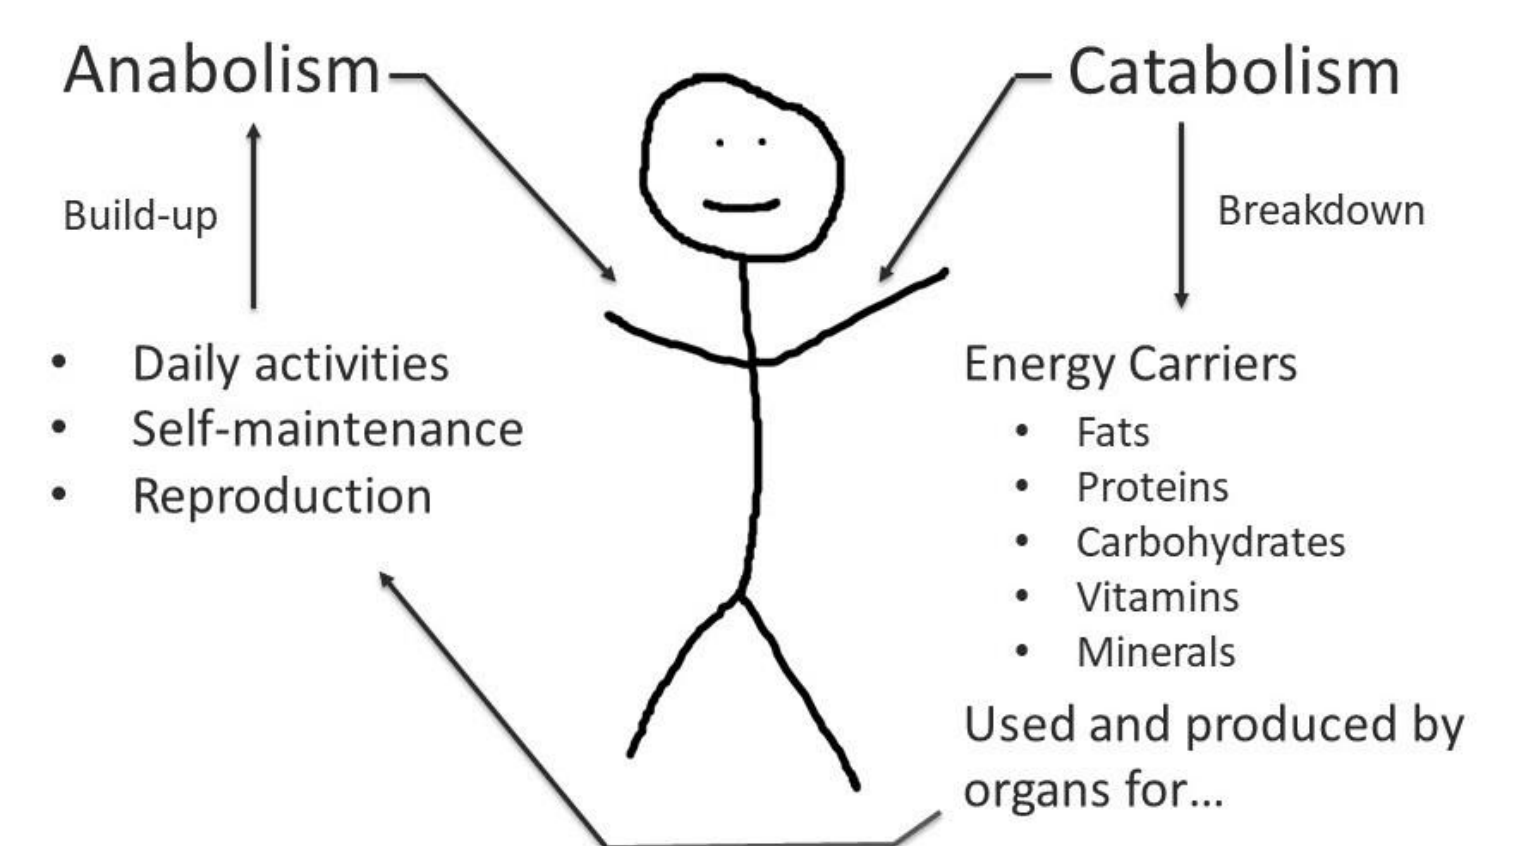 Anabolism
Build-up
• Daily activities
• Self-maintenance
• Reproduction
Catabolism
Breakdown
Energy Carriers
• Fats
• Proteins
• Carbohydrates
• Vitamins
• Minerals
Used and produced by
organs for...